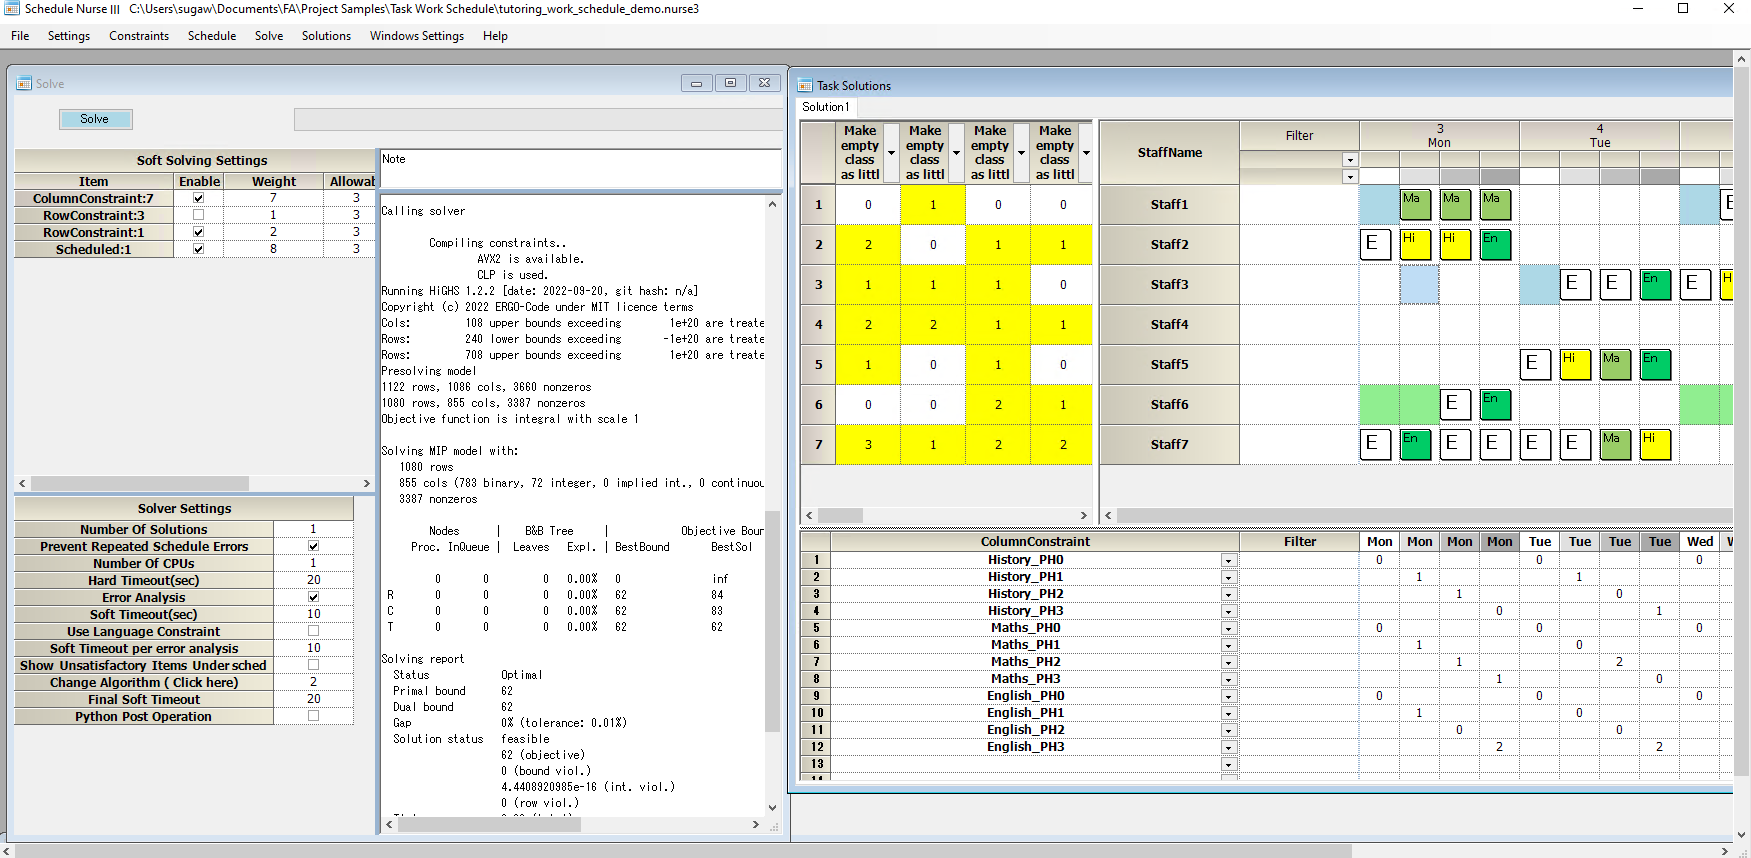 Schedule Nurse III C:\Users\sugaw\Documents\FA\Project Samples\Task Work Schedule\tutoring_work_schedule_demo.nurse3
File Settings Constraints Schedule Solve Solutions Windows Settings Help
Solve
Solve
Soft Solving Settings
Item Enable Weight Allowab
ColumnConstraint:7 7 3
RowConstraint:3 1 3
RowConstraint:1 2 3
Scheduled:1 8 3
Solver Settings
Number Of Solutions 1
Prevent Repeated Schedule Errors
Number Of CPUs 1
Hard Timeout(sec) 20
Error Analysis
Soft Timeout(sec) 10
Use Language Constraint
Soft Timeout per error analysis 10
Show Unsatisfactory Items Undersched
Change Algorithm ( Click here) 2
Final Soft Timeout 20
Python Post Operation
Note
Calling solver
Compiling constraints..
AVX2 is available.
CLP is used.
Running HiGHS 1.2.2 [date: 2022-09-20, git hash: n/a]
Copyright (c) 2022 ERGO-Code under MIT licence terms
Cols: 108 upper bounds exceeding 1e+20 are treate
Rows: 240 lower bounds exceeding -1e+20 are treate
Rows: 708 upper bounds exceeding 1e+20 are treate
Presolving model
1122 rows, 1086 cols, 3660 nonzeros
1080 rows, 855 cols, 3387 nonzeros
Objective function is integral with scale 1
Solving MIP model with:
1080 rows
855 cols (783 binary, 72 integer, 0 implied int., 0 continuou
3387 nonzeros
Nodes | B&B Tree | Objective Boun
Proc. InQueue | Leaves Expl. | BestBound BestSol
0 0 0 0.00% 0 inf
R 0 0 0 0.00% 62 84
C 0 0 0 0.00% 62 83
T 0 0 0 0.00% 62 62
Solving report
Status Optimal
Primal bound 62
Dual bound 62
Gap 0% (tolerance: 0.01%)
Solution status feasible
62 (objective)
0 (bound viol.)
4.4408920985e-16 (int. viol.)
0 (row viol.)
Task Solutions
Solution1
Make empty class as littl Make empty class as littl Make empty class as littl Make empty class as littl
1 0 1 0 0
2 2 0 1 1
3 1 1 1 0
4 2 2 1 1
5 1 0 1 0
6 0 0 2 1
7 3 1 2 2
StaffName Filter 3 Mon 4 Tue
Staff1 Ma Ma Ma E
Staff2 E Hi Hi En
Staff3 E E En E Hi
Staff4
Staff5 E Hi Ma En
Staff6 E En
Staff7 E En E E E E Ma Hi
ColumnConstraint Filter Mon Mon Mon Mon Tue Tue Tue Tue Wed W
1 History_PH0 0 0 0
2 History_PH1 1 1
3 History_PH2 1 0
4 History_PH3 0 1
5 Maths_PH0 0 0 0
6 Maths_PH1 1 0
7 Maths_PH2 1 2
8 Maths_PH3 1 0
9 English_PH0 0 0 0
10 English_PH1 1 0
11 English_PH2 0 0
12 English_PH3 2 2
13